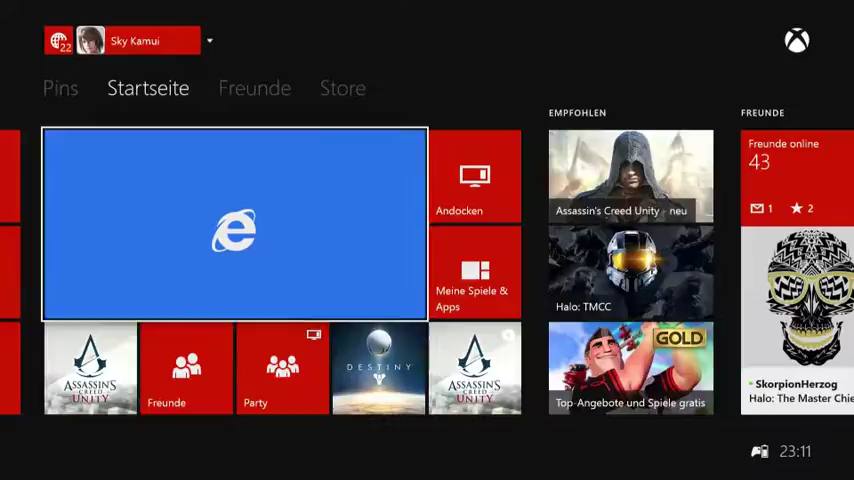 22
Sky Kamui
Pins
Startseite
Freunde
Store
Andocken
Meine Spiele &
Apps
ASSASSIN'S
CREED
UNITY
Freunde
Party
DESTINY
ASSASSIN'S
CREED
UNITY
EMPFOHLEN
Assassin's Creed Unity - neu
Halo: TMCC
GOLD
Top-Angebote und Spiele gratis
FREUNDE
Freunde online
43
1
2
SkorpionHerzog
Halo: The Master Chie
23:11